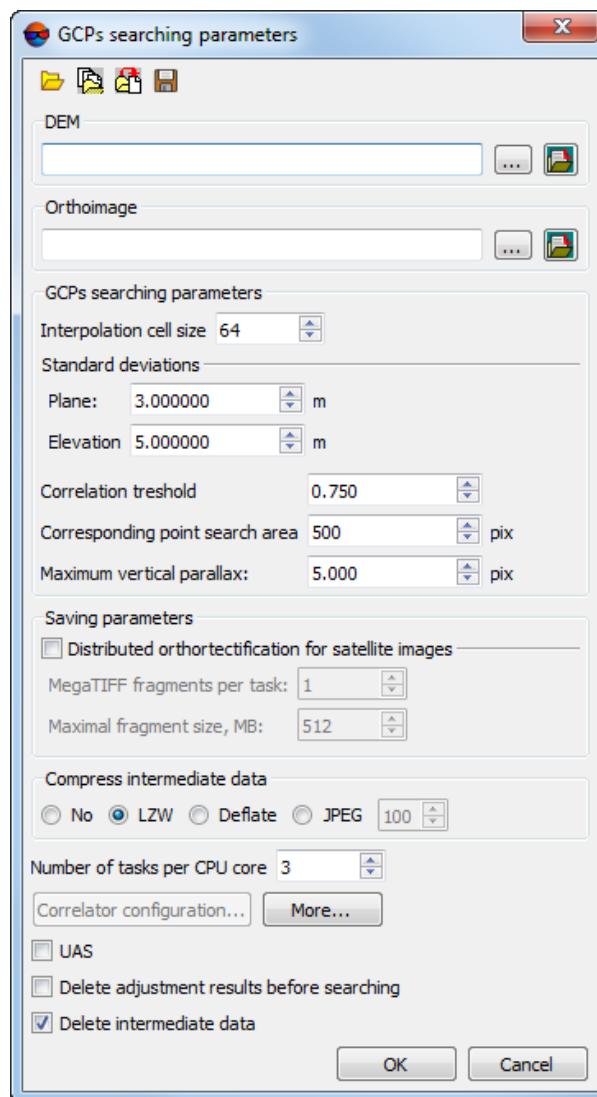 GCPs searching parameters
DEM
...
Orthoimage
...
GCPs searching parameters
Interpolation cell size 64
Standard deviations
Plane: 3.000000 m
Elevation 5.000000 m
Correlation treshold 0.750
Corresponding point search area 500 pix
Maximum vertical parallax: 5.000 pix
Saving parameters
Distributed orthortectification for satellite images
MegaTIFF fragments per task: 1
Maximal fragment size, MB: 512
Compress intermediate data
No LZW Deflate JPEG 100
Number of tasks per CPU core 3
Correlator configuration... More...
UAS
Delete adjustment results before searching
Delete intermediate data
OK Cancel